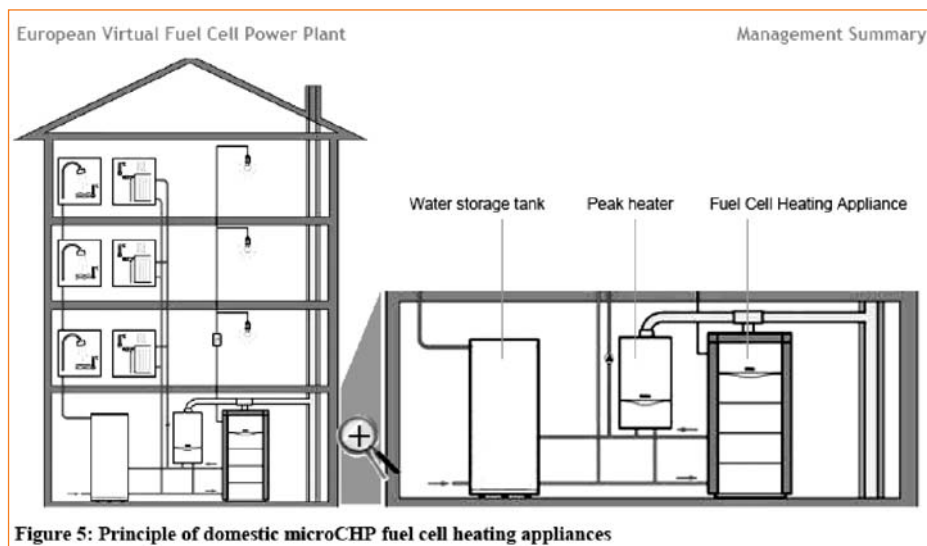 European Virtual Fuel Cell Power Plant
Management Summary
Water storage tank
Peak heater
Fuel Cell Heating Appliance
Figure 5: Principle of domestic microCHP fuel cell heating appliances